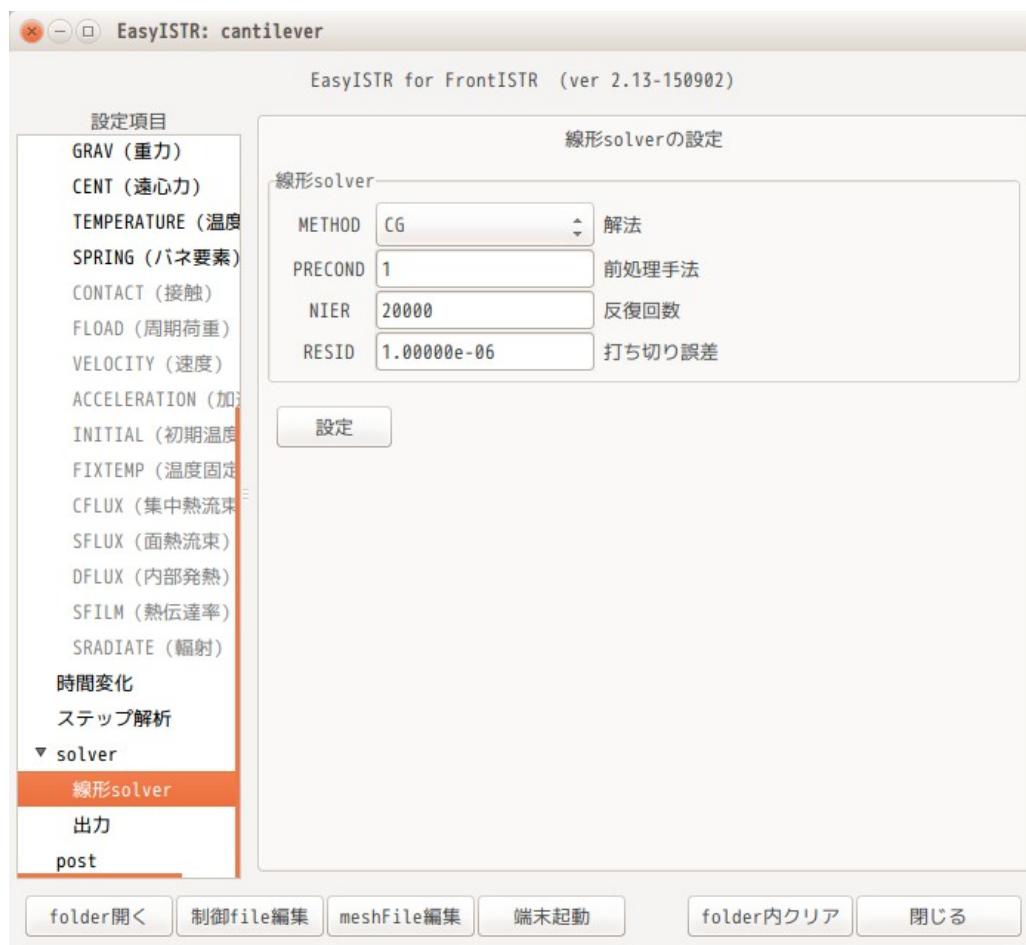 EasyISTR: cantilever
EasyISTR for FrontISTR (ver 2.13-150902)
設定項目
GRAV (重力)
CENT (遠心力)
TEMPERATURE (温度
SPRING (バネ要素)
CONTACT (接触)
FLOAD (周期荷重)
VELOCITY (速度)
ACCELERATION (加速
INITIAL (初期温度
FIXTEMP (温度固定
CFLUX (集中熱流束
SFLUX (面熱流束)
DFLUX (内部発熱)
SFILM (熱伝達率)
SRADIATE (輻射)
時間変化
ステップ解析
solver
線形solver
出力
post
線形solverの設定
線形solver
METHOD CG 解法
PRECOND 1 前処理手法
NIER 20000 反復回数
RESID 1.00000e-06 打ち切り誤差
設定
folder開く 制御file編集 meshFile編集 端末起動 folder内クリア 閉じる